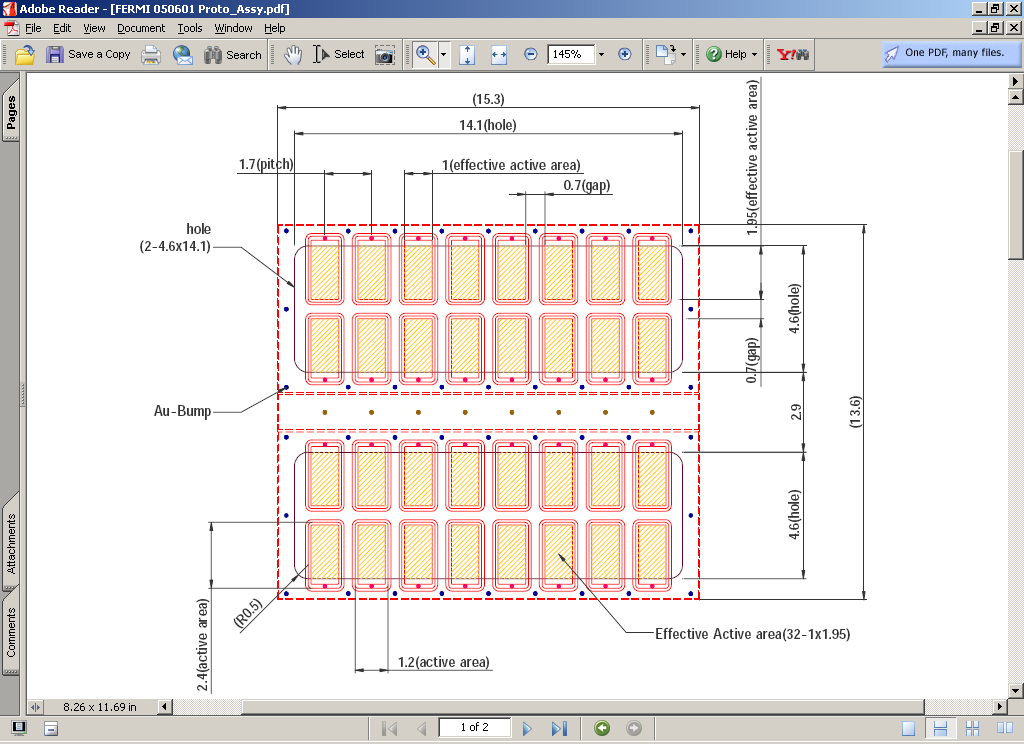 Adobe Reader - [FERMI 050601 Proto_Assy.pdf]
File Edit View Document Tools Window Help
Save a Copy Search Select 145% Help Y! One PDF, many files.
Pages
(15.3)
14.1(hole)
1.7(pitch)
1(effective active area)
0.7(gap)
1.95(effective active area)
hole
(2-4.6x14.1)
4.6(hole)
0.7(gap)
Au-Bump
2.9
(13.6)
4.6(hole)
Attachments
Comments
2.4(active area)
(R0.5)
1.2(active area)
Effective Active area(32-1x1.95)
8.26 x 11.69 in
1 of 2